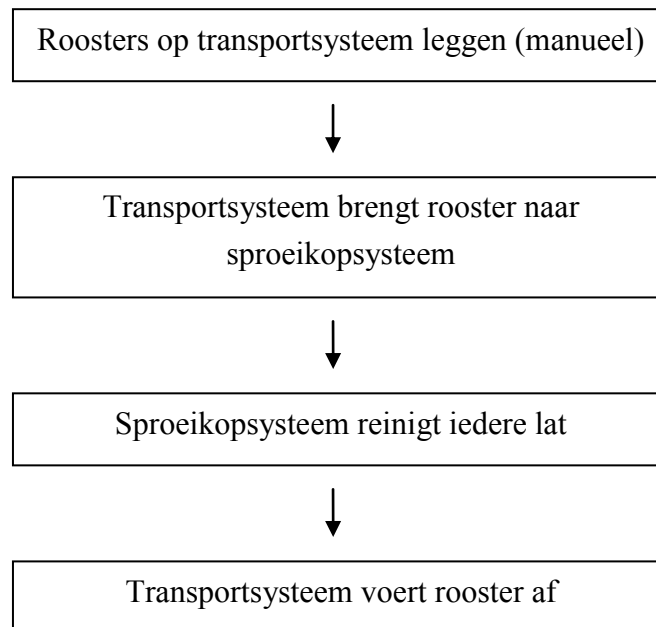 Roosters op transportsysteem leggen (manueel)
Transportsysteem brengt rooster naar
sproeikopsysteem
Sproeikopsysteem reinigt iedere lat
Transportsysteem voert rooster af